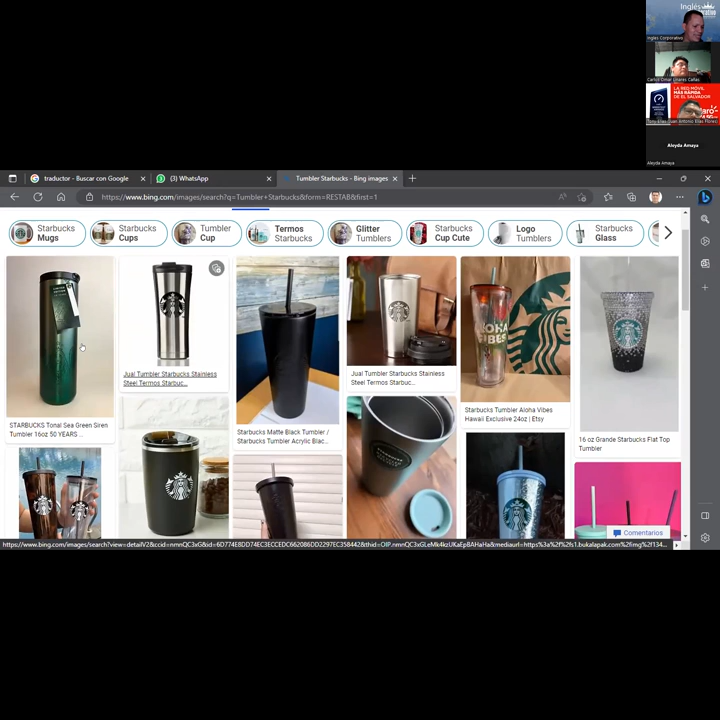 Inglés
Inglés Corporativo
Carlos Omar Linares Cañas
LA RED MÓVIL
MÁS RÁPIDA
DE EL SALVADOR
Claro
Aleyda Amaya
Aleyda Amaya
traductor - Buscar con Google
(3) WhatsApp
Tumbler Starbucks - Bing images
https://www.bing.com/images/search?q=Tumbler+Starbucks&form=RESTAB&first=1
Starbucks
Mugs
Starbucks
Cups
Tumbler
Cup
Termos
Starbucks
Glitter
Tumblers
Starbucks
Cup Cute
Logo
Tumblers
Starbucks
Glass
ALOHA
VIBES
STARBUCKS Tonal Sea Green Siren
Tumbler 16oz 50 YEARS ...
Jual Tumbler Starbucks Stainless
Steel Termos Starbuc...
Starbucks Matte Black Tumbler /
Starbucks Tumbler Acrylic Blac...
Jual Tumbler Starbucks Stainless
Steel Termos Starbuc...
Starbucks Tumbler Aloha Vibes
Hawaii Exclusive 24oz | Etsy
16 oz Grande Starbucks Flat Top
Tumbler
Comentarios